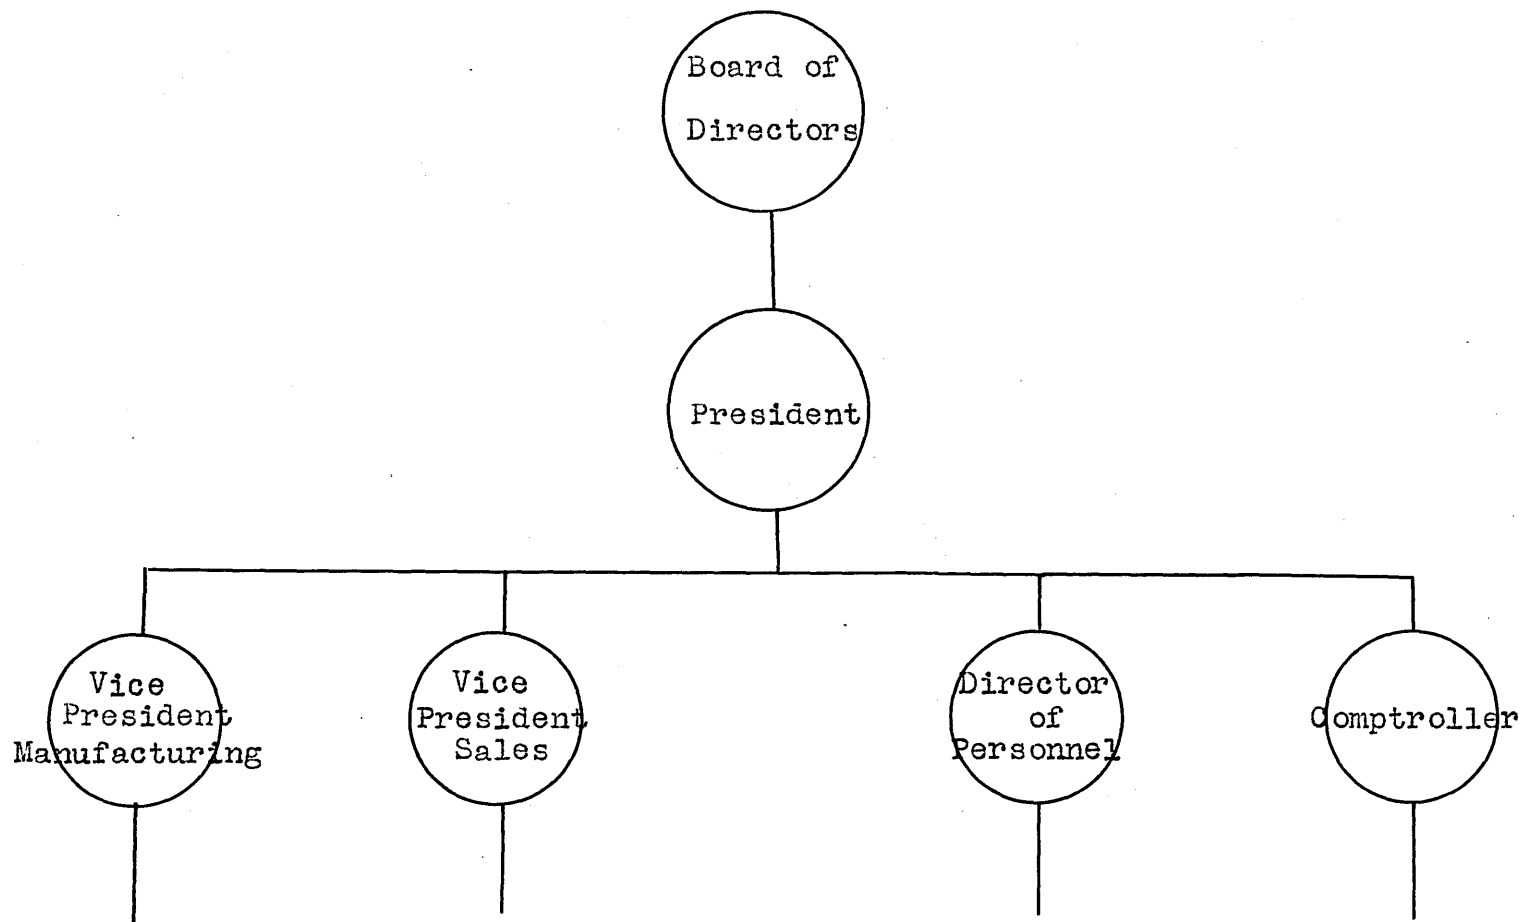 Board of
Directors
President
Vice
President
Manufacturing
Vice
President
Sales
Director
of
Personnel
Comptroller